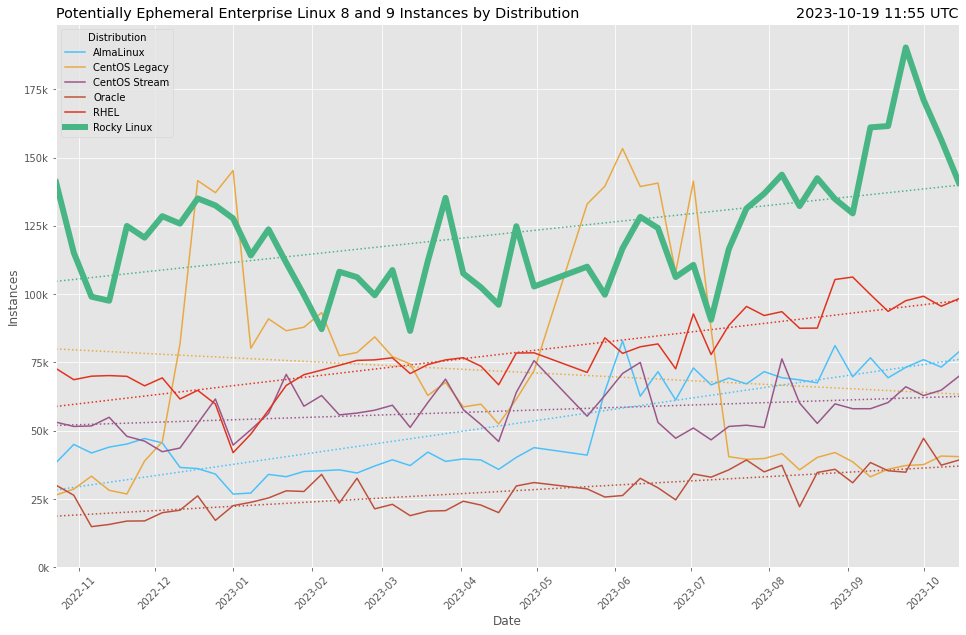 Potentially Ephemeral Enterprise Linux 8 and 9 Instances by Distribution
2023-10-19 11:55 UTC
Distribution
AlmaLinux
CentOS Legacy
CentOS Stream
Oracle
RHEL
Rocky Linux
175k
150k
125k
100k
75k
50k
25k
0k
Instances
2022-11
2022-12
2023-01
2023-02
2023-03
2023-04
2023-05
2023-06
2023-07
2023-08
2023-09
2023-10
Date